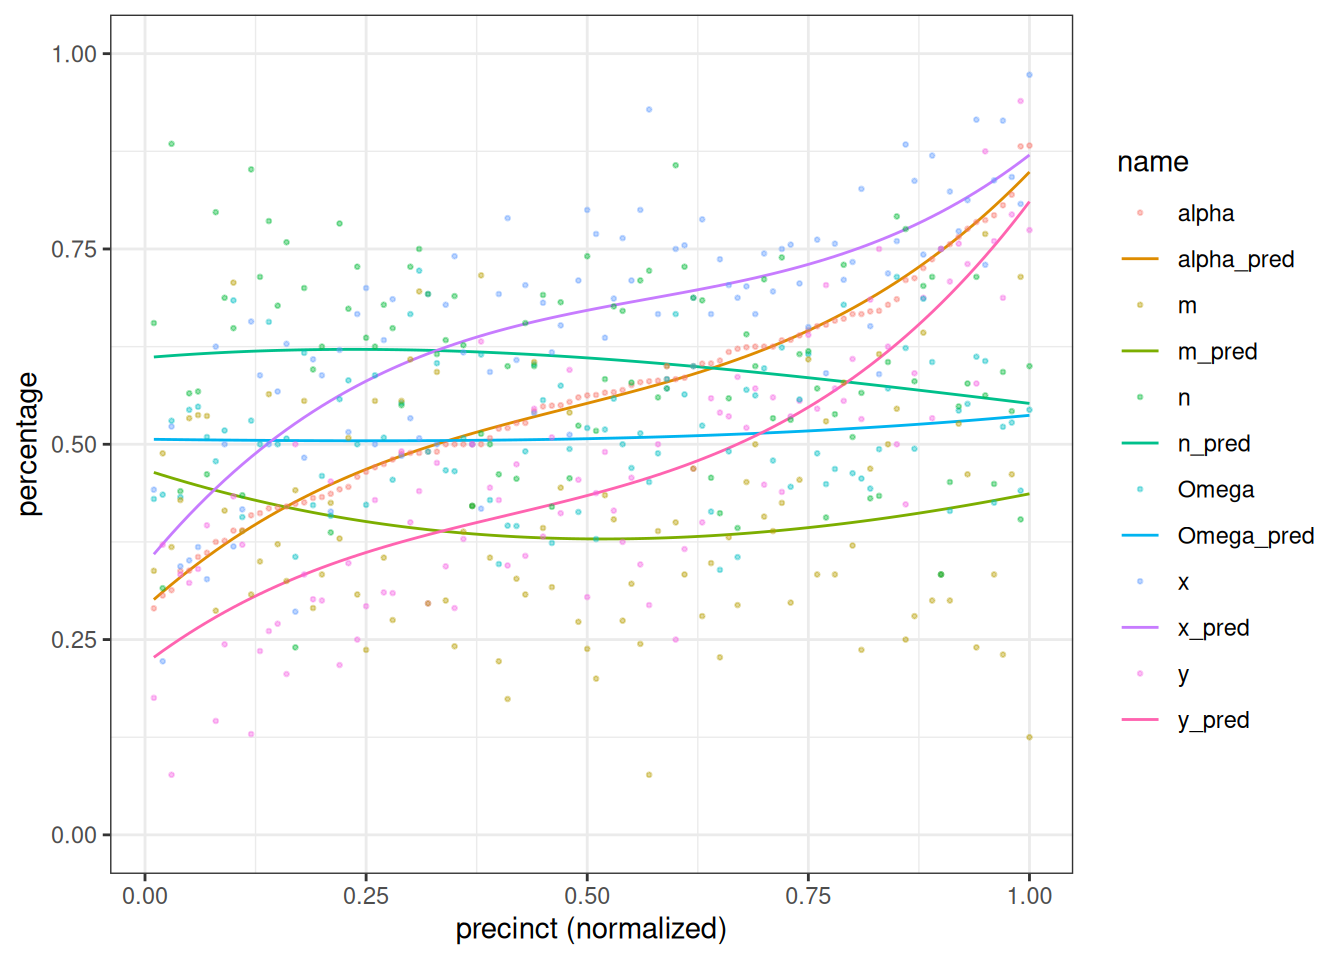 1.00
0.75
0.50
0.25
0.00
percentage
0.00 0.25 0.50 0.75 1.00
precinct (normalized)
name
alpha
alpha_pred
m
m_pred
n
n_pred
Omega
Omega_pred
x
x_pred
y
y_pred